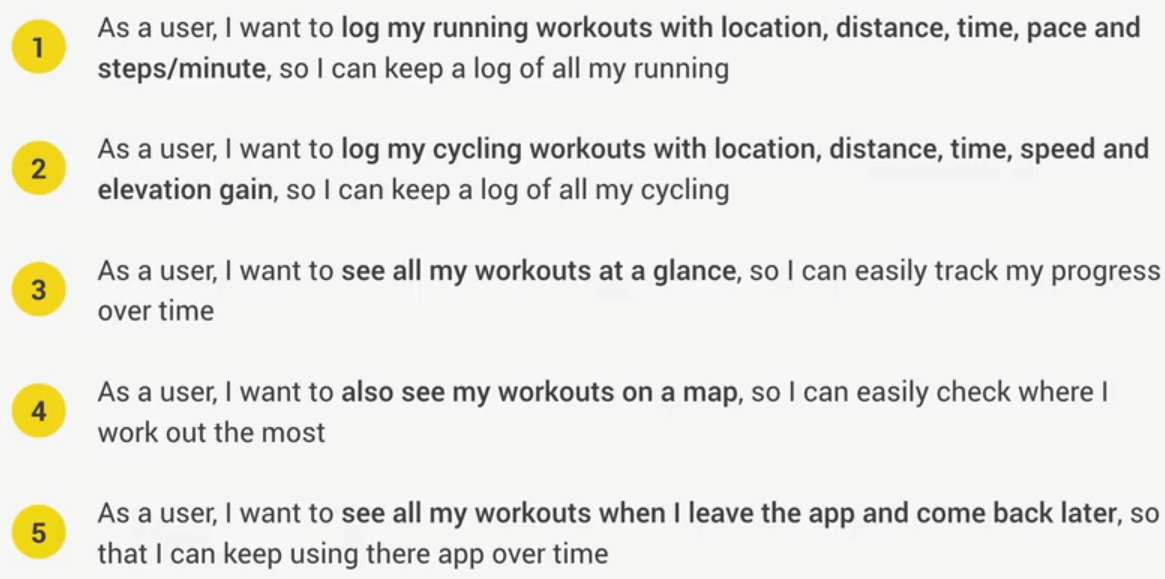 1
As a user, I want to log my running workouts with location, distance, time, pace and
steps/minute, so I can keep a log of all my running
2
As a user, I want to log my cycling workouts with location, distance, time, speed and
elevation gain, so I can keep a log of all my cycling
3
As a user, I want to see all my workouts at a glance, so I can easily track my progress
over time
4
As a user, I want to also see my workouts on a map, so I can easily check where I
work out the most
5
As a user, I want to see all my workouts when I leave the app and come back later, so
that I can keep using there app over time